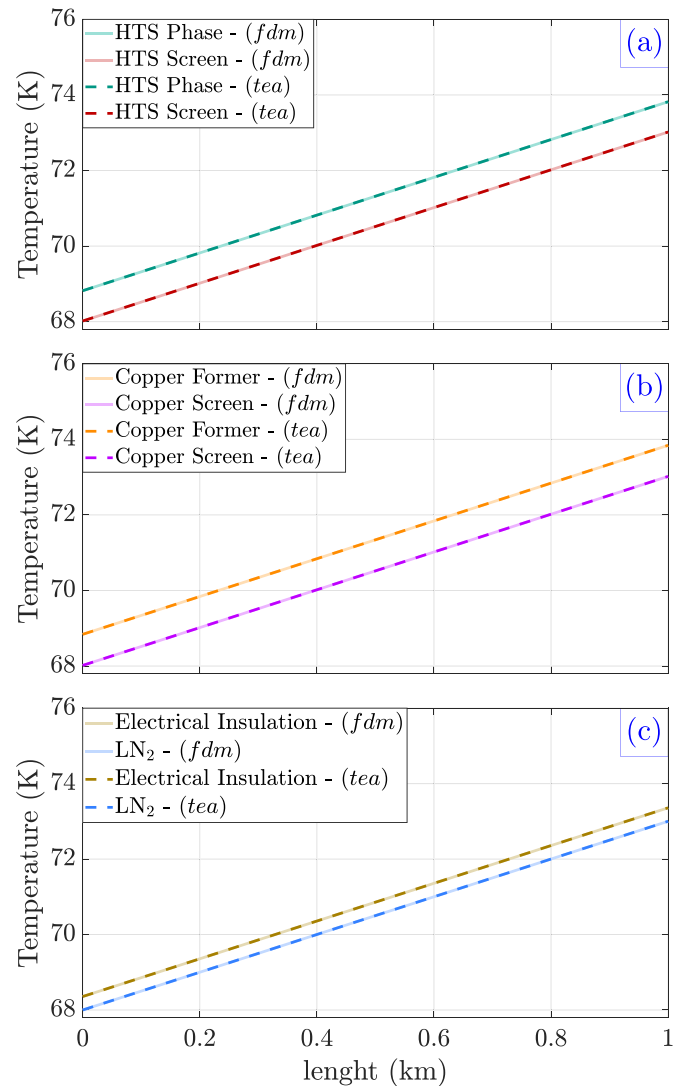 76
74
72
70
68
Temperature (K)
HTS Phase - (fdm)
HTS Screen - (fdm)
HTS Phase - (tea)
HTS Screen - (tea)
(a)
76
74
72
70
68
Temperature (K)
Copper Former - (fdm)
Copper Screen - (fdm)
Copper Former - (tea)
Copper Screen - (tea)
(b)
76
74
72
70
68
Temperature (K)
Electrical Insulation - (fdm)
LN₂ - (fdm)
Electrical Insulation - (tea)
LN₂ - (tea)
(c)
0 0.2 0.4 0.6 0.8 1
lenght (km)